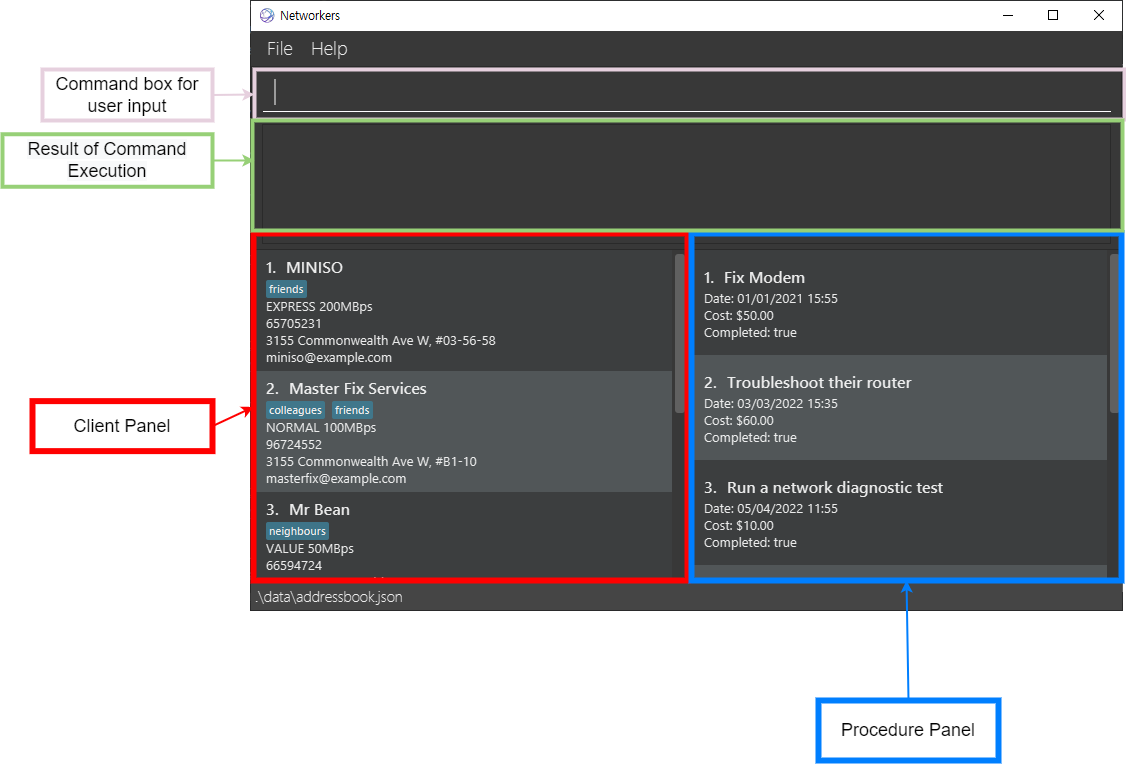 Networkers
File Help
Command box for
user input
Result of Command
Execution
1. MINISO
friends
EXPRESS 200MBps
65705231
3155 Commonwealth Ave W, #03-56-58
miniso@example.com
2. Master Fix Services
colleagues friends
NORMAL 100MBps
96724552
3155 Commonwealth Ave W, #B1-10
masterfix@example.com
3. Mr Bean
neighbours
VALUE 50MBps
66594724
1. Fix Modem
Date: 01/01/2021 15:55
Cost: $50.00
Completed: true
2. Troubleshoot their router
Date: 03/03/2022 15:35
Cost: $60.00
Completed: true
3. Run a network diagnostic test
Date: 05/04/2022 11:55
Cost: $10.00
Completed: true
Client Panel
.\data\addressbook.json
Procedure Panel